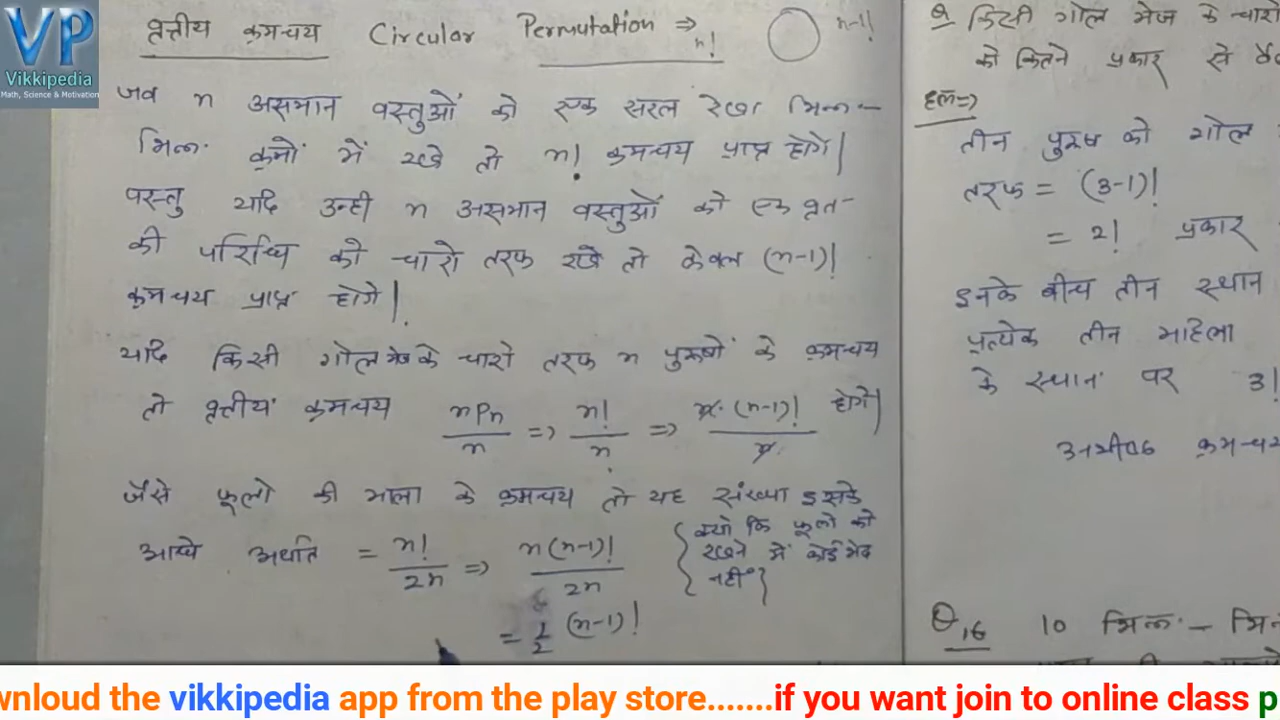 VP
Vikkipedia
Math, Science & Motivation
वृत्तीय क्रमचय Circular Permutation ⇒ n! n-1!
जब n असमान वस्तुओं को एक सरल रेखा भिन्न-
भिन्न क्रमों में रखे तो n! क्रमचय प्राप्त होगे|
परन्तु यदि उन्ही n असमान वस्तुओं को एक वृत-
की परिधि को चारो तरफ रखे तो केवल (n-1)!
क्रमचय प्राप्त होगे|
यदि किसी गोल मेज के चारो तरफ n पुरुषों के क्रमचय
तो वृत्तीय क्रमचय nPn/n ⇒ n!/n ⇒ n·(n-1)!/n होगे|
जैसे फूलो की माला के क्रमचय तो यह संख्या इसके
आधे अर्थात = n!/2n ⇒ n(n-1)!/2n
{क्यो कि फूलो को
रखने में कोई भेद
नही}
= 1/2 (n-1)!
Q किसी गोल मेज के चारो
को कितने प्रकार से
हल⇒
तीन पुरुष को गोल
तरफ = (3-1)!
= 2! प्रकार
इनके बीच तीन स्थान
प्रत्येक तीन महिला
के स्थान पर 3!
अभीष्ठ क्रमचय
Q16 10 भिन्न-
wnloud the vikkipedia app from the play store.......if you want join to online class p